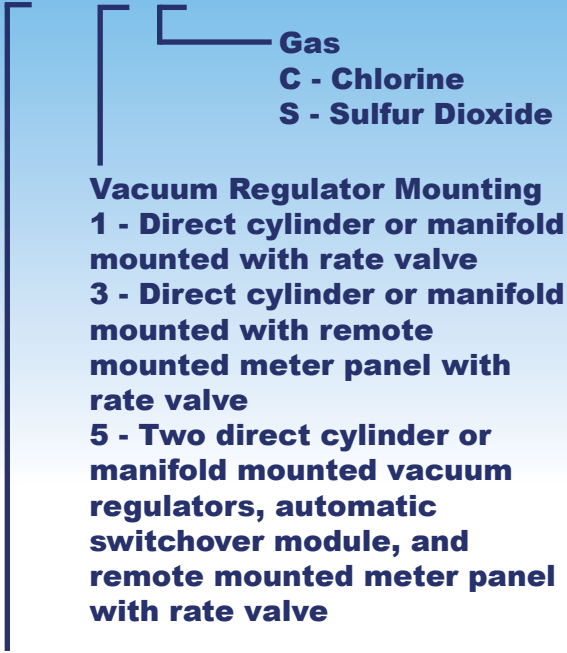 Gas
C - Chlorine
S - Sulfur Dioxide
Vacuum Regulator Mounting
1 - Direct cylinder or manifold
mounted with rate valve
3 - Direct cylinder or manifold
mounted with remote
mounted meter panel with
rate valve
5 - Two direct cylinder or
manifold mounted vacuum
regulators, automatic
switchover module, and
remote mounted meter panel
with rate valve